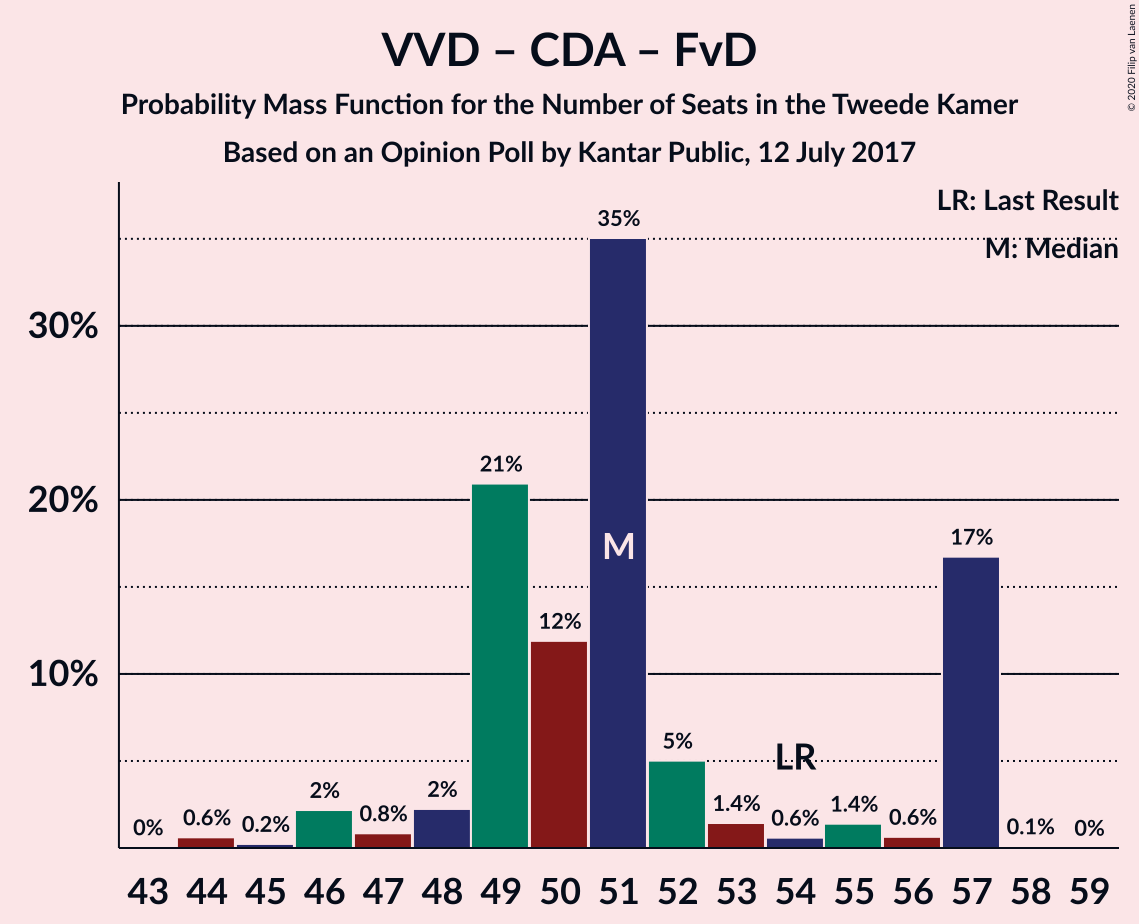 VVD – CDA – FvD
Probability Mass Function for the Number of Seats in the Tweede Kamer
Based on an Opinion Poll by Kantar Public, 12 July 2017
© 2020 Filip van Laenen
LR: Last Result
M: Median
30%
20%
10%
0%
0.6%
0.2%
2%
0.8%
2%
21%
12%
35%
5%
1.4%
0.6%
1.4%
0.6%
17%
0.1%
0%
M
LR
43 44 45 46 47 48 49 50 51 52 53 54 55 56 57 58 59